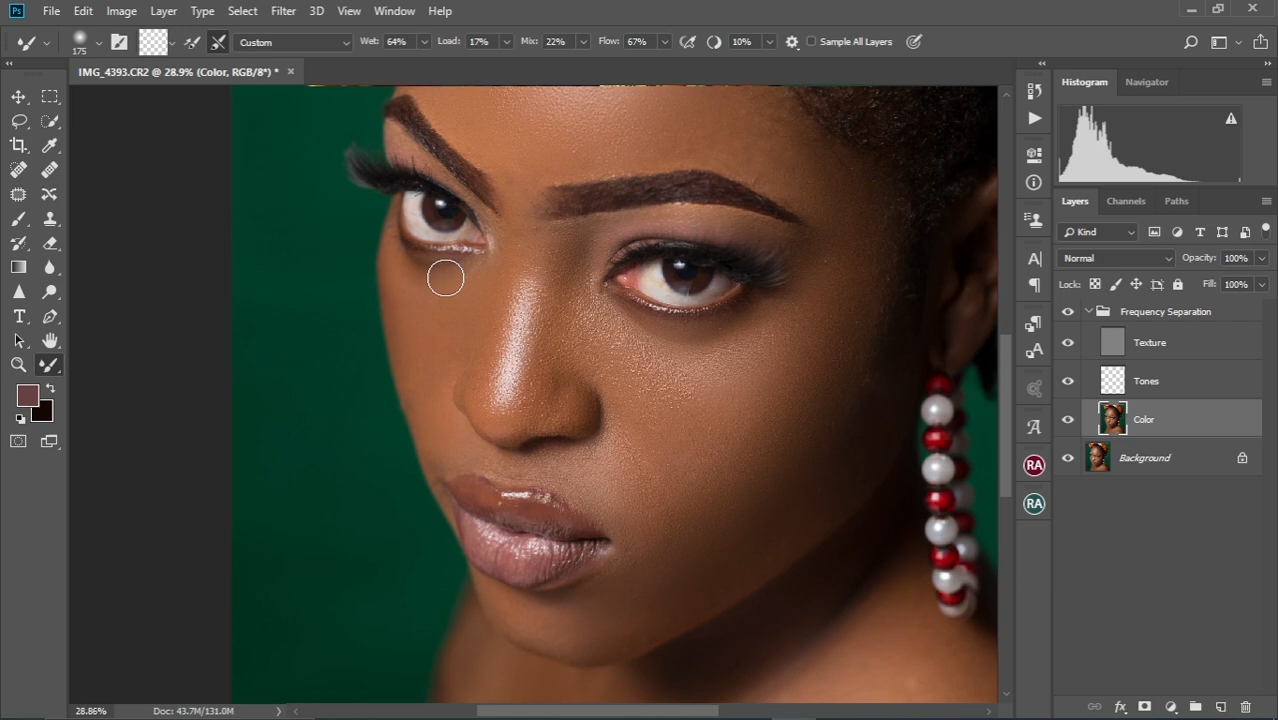 Ps File Edit Image Layer Type Select Filter 3D View Window Help
175 Custom Wet: 64% Load: 17% Mix: 22% Flow: 67% 10% Sample All Layers
IMG_4393.CR2 @ 28.9% (Color, RGB/8*) * ×
Histogram Navigator
Layers Channels Paths
Kind
Normal Opacity: 100%
Lock: Fill: 100%
Frequency Separation
Texture
Tones
Color
Background
RA
RA
28.86% Doc: 43.7M/131.0M